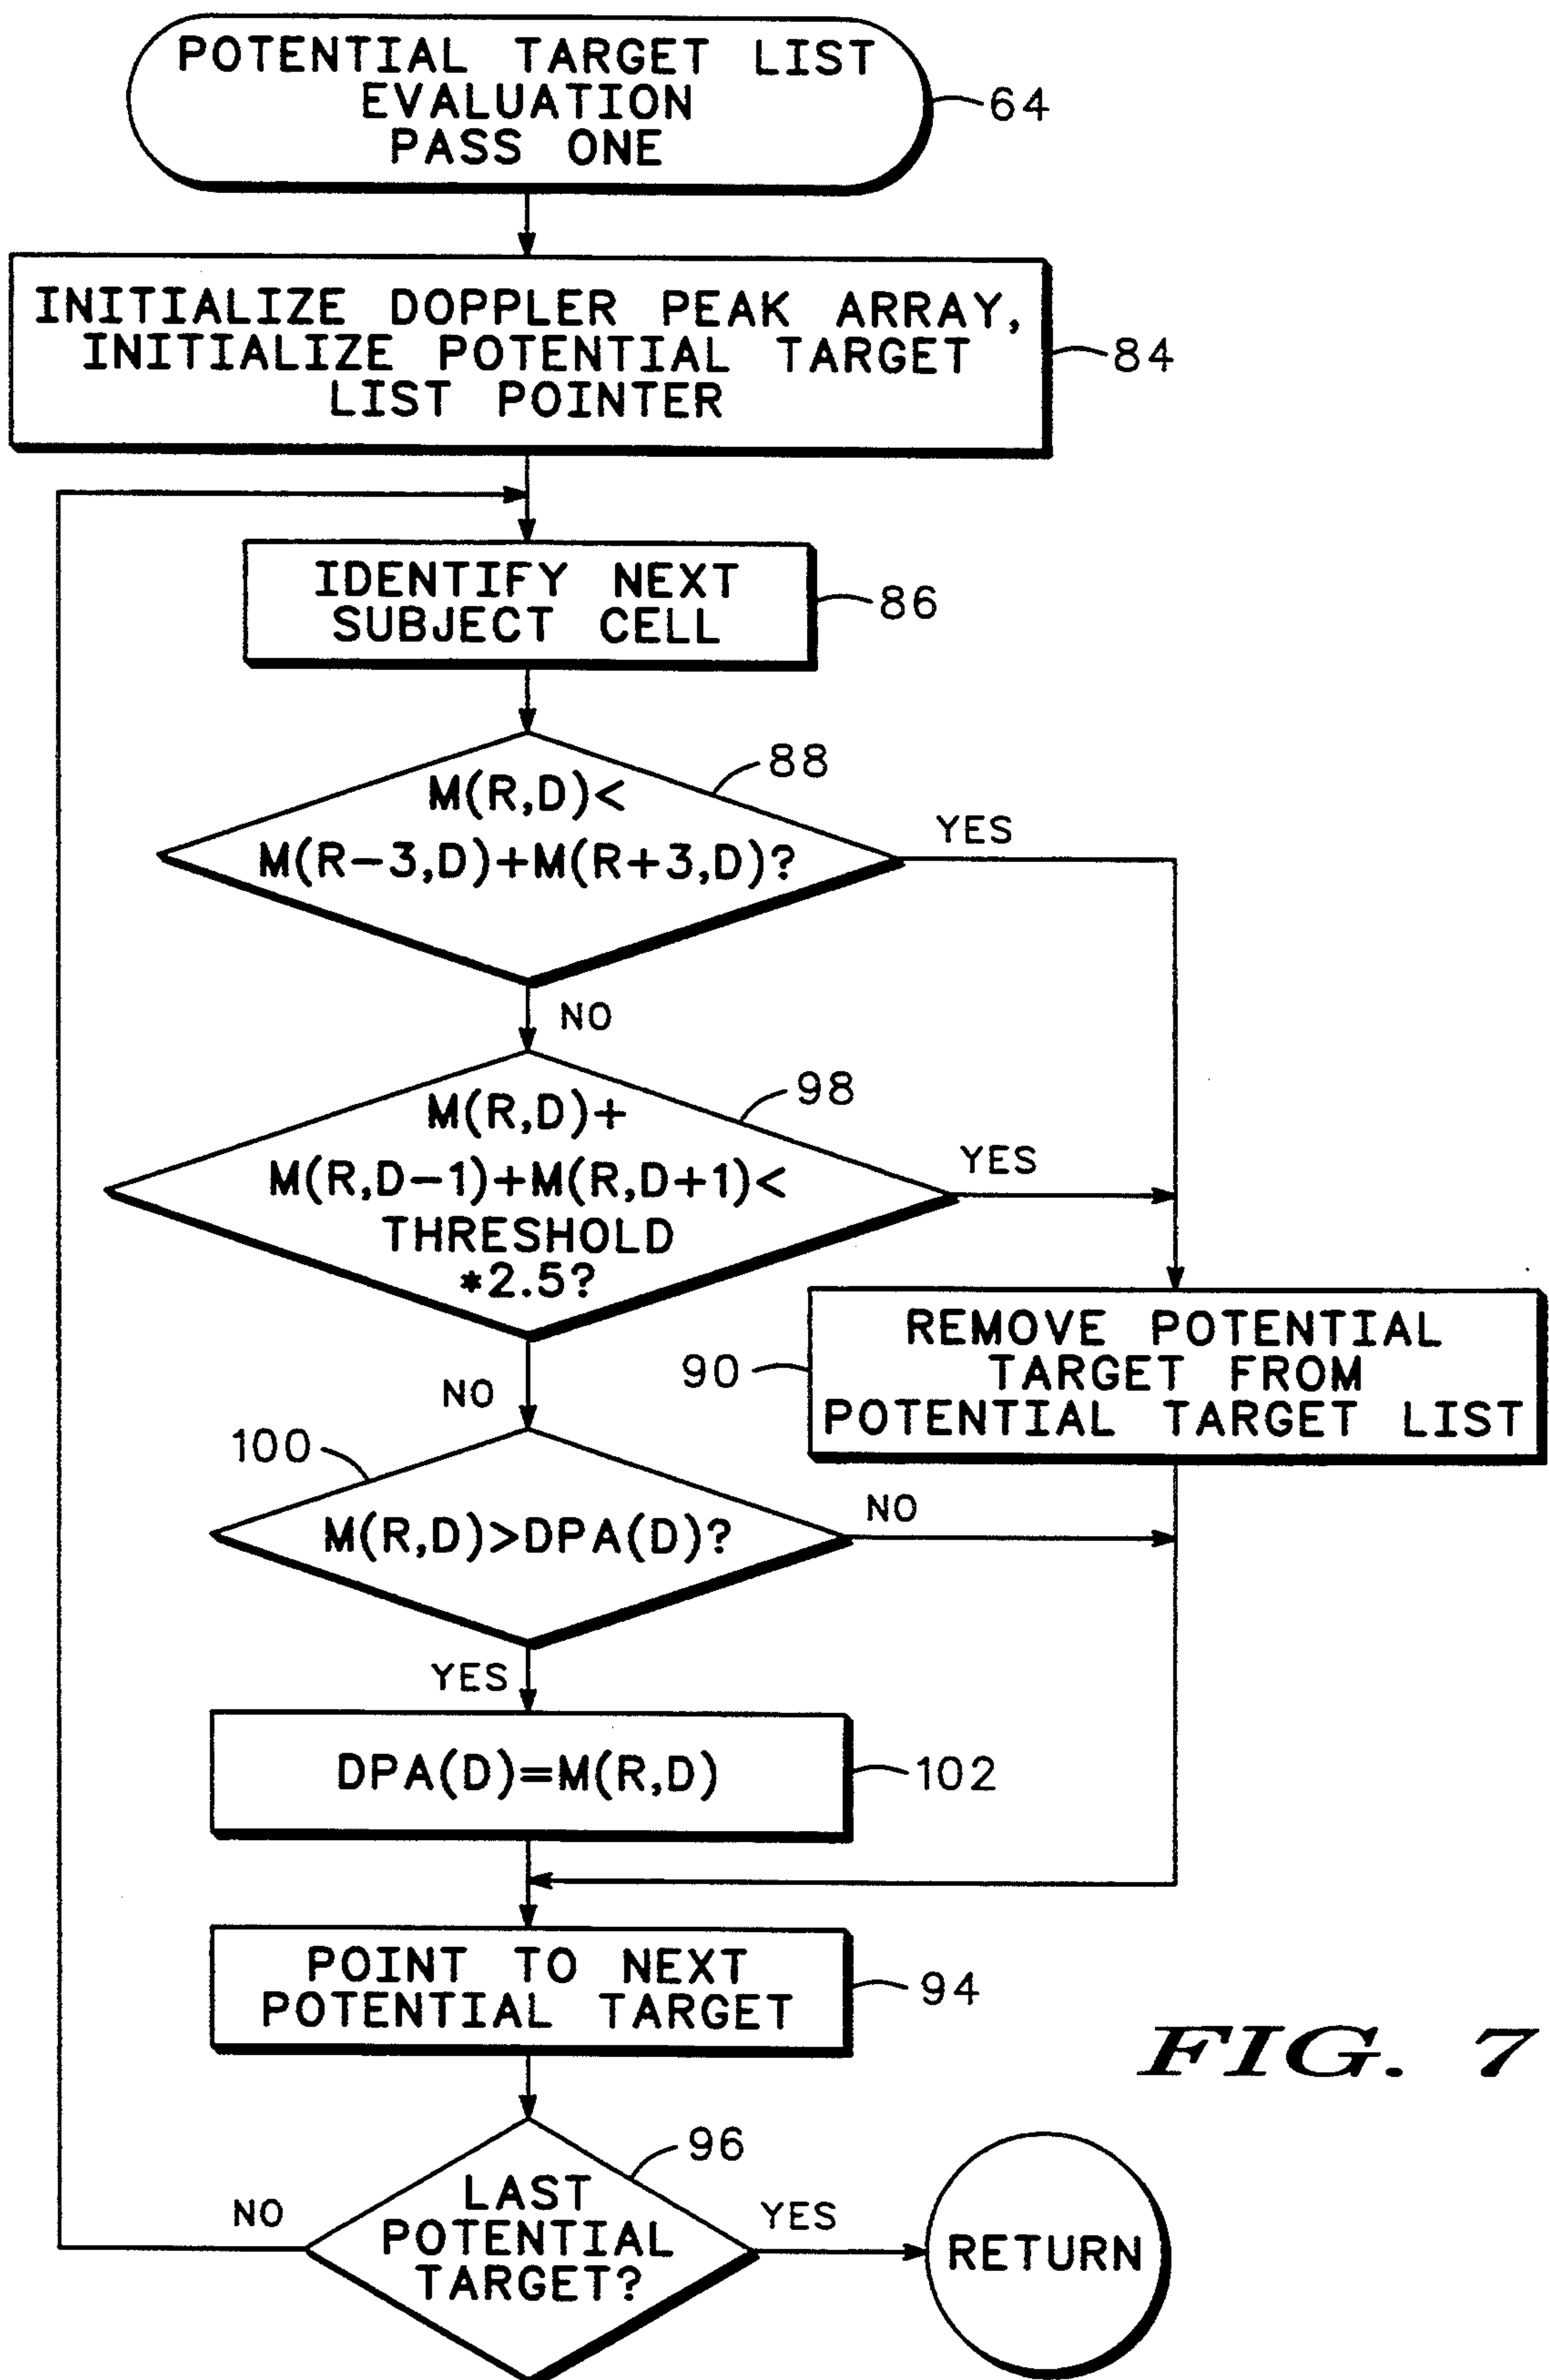 POTENTIAL TARGET LIST
EVALUATION
PASS ONE
64
INITIALIZE DOPPLER PEAK ARRAY,
INITIALIZE POTENTIAL TARGET
LIST POINTER
84
IDENTIFY NEXT
SUBJECT CELL
86
88
M(R,D)<
M(R-3,D)+M(R+3,D)?
YES
NO
98
M(R,D)+
M(R,D-1)+M(R,D+1)<
THRESHOLD
*2.5?
YES
NO
90
REMOVE POTENTIAL
TARGET FROM
POTENTIAL TARGET LIST
100
M(R,D)>DPA(D)?
NO
YES
DPA(D)=M(R,D)
102
POINT TO NEXT
POTENTIAL TARGET
94
FIG. 7
96
LAST
POTENTIAL
TARGET?
NO
YES
RETURN